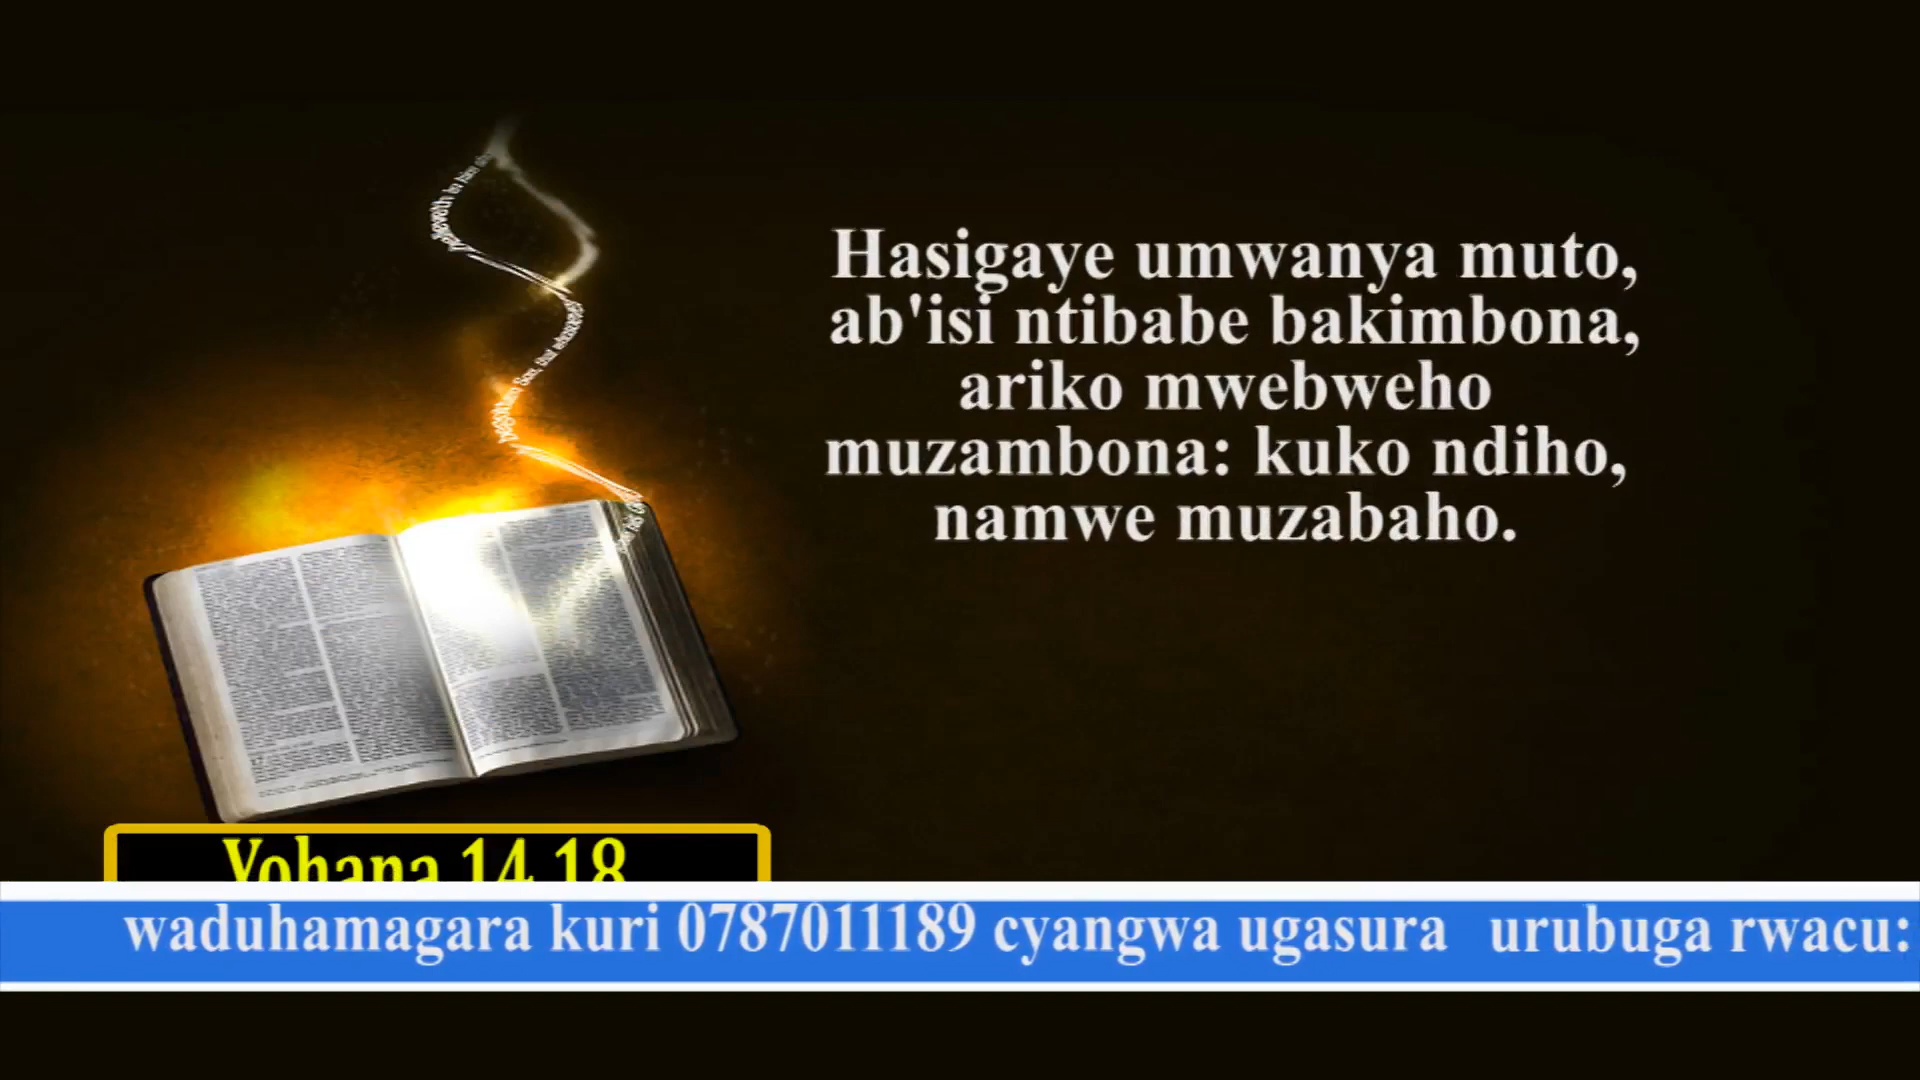 Hasigaye umwanya muto,
ab'isi ntibabe bakimbona,
ariko mwebweho
muzambona: kuko ndiho,
namwe muzabaho.
Yohana 14.18
waduhamagara kuri 0787011189 cyangwa ugasura urubuga rwacu: